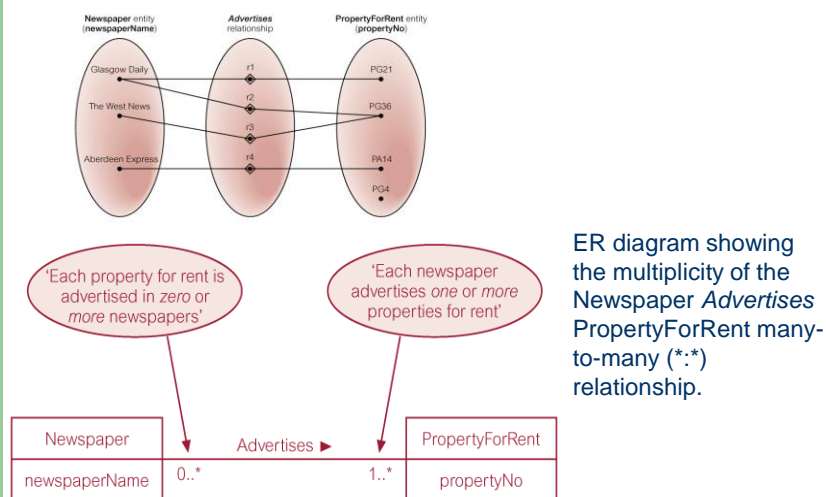 Newspaper entity
(newspaperName)
Advertises
relationship
PropertyForRent entity
(propertyNo)
Glasgow Daily
The West News
Aberdeen Express
r1
r2
r3
r4
PG21
PG36
PA14
PG4
'Each property for rent is
advertised in zero or
more newspapers'
'Each newspaper
advertises one or more
properties for rent'
ER diagram showing
the multiplicity of the
Newspaper Advertises
PropertyForRent many-
to-many (*:*)
relationship.
Newspaper
newspaperName
0..*
Advertises ►
1..*
PropertyForRent
propertyNo